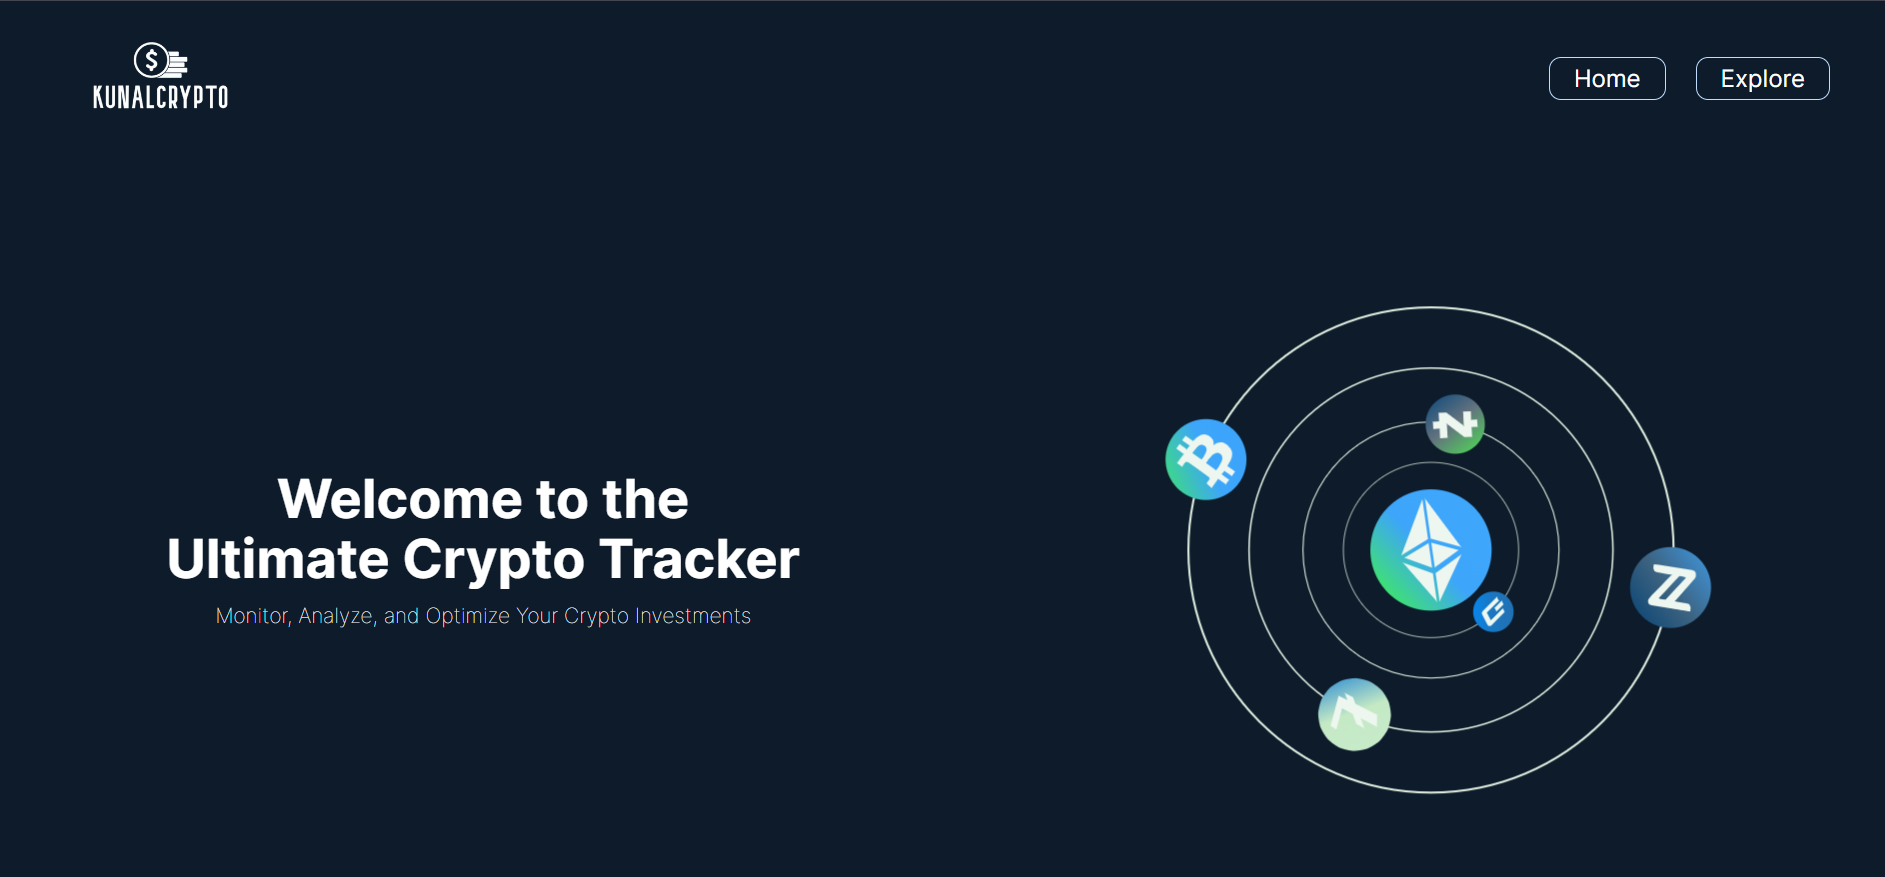 $
KUNALCRYPTO
Home
Explore
Welcome to the
Ultimate Crypto Tracker
Monitor, Analyze, and Optimize Your Crypto Investments